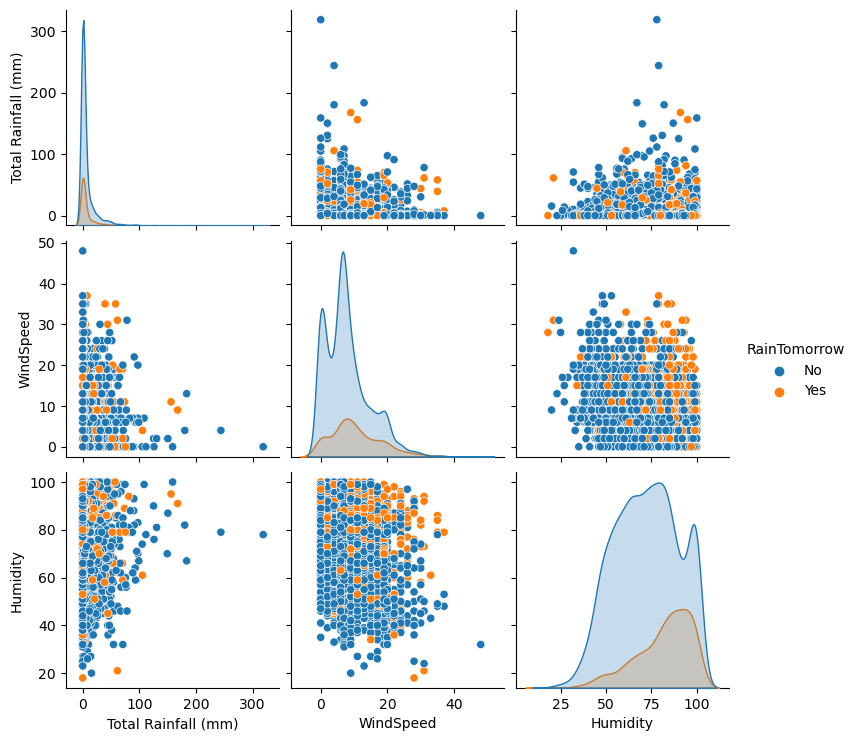 Total Rainfall (mm)
300
200
100
0
WindSpeed
50
40
30
20
10
0
RainTomorrow
No
Yes
Humidity
100
80
60
40
20
0 100 200 300
0 20 40
25 50 75 100
Total Rainfall (mm)
WindSpeed
Humidity